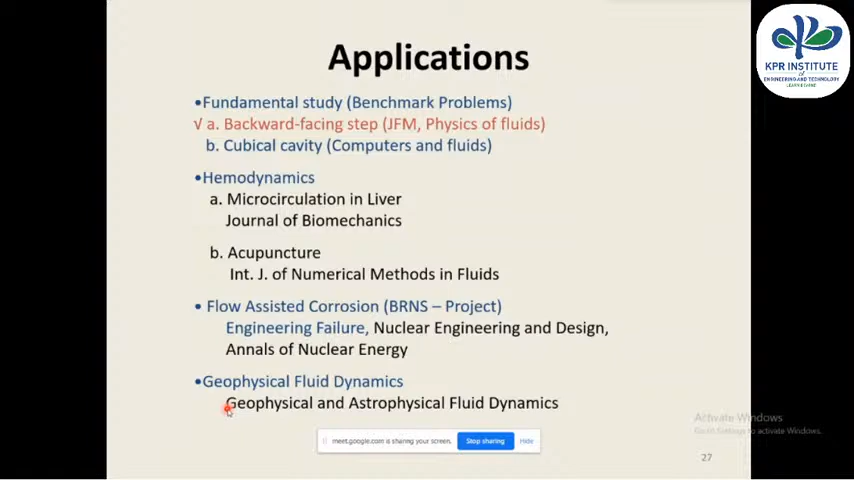 Applications
•Fundamental study (Benchmark Problems)
√ a. Backward-facing step (JFM, Physics of fluids)
b. Cubical cavity (Computers and fluids)
•Hemodynamics
a. Microcirculation in Liver
Journal of Biomechanics
b. Acupuncture
Int. J. of Numerical Methods in Fluids
• Flow Assisted Corrosion (BRNS – Project)
Engineering Failure, Nuclear Engineering and Design,
Annals of Nuclear Energy
•Geophysical Fluid Dynamics
Geophysical and Astrophysical Fluid Dynamics
meet.google.com is sharing your screen. Stop sharing Hide
Activate Windows
Go to Settings to activate Windows.
27
KPR INSTITUTE
of
ENGINEERING AND TECHNOLOGY